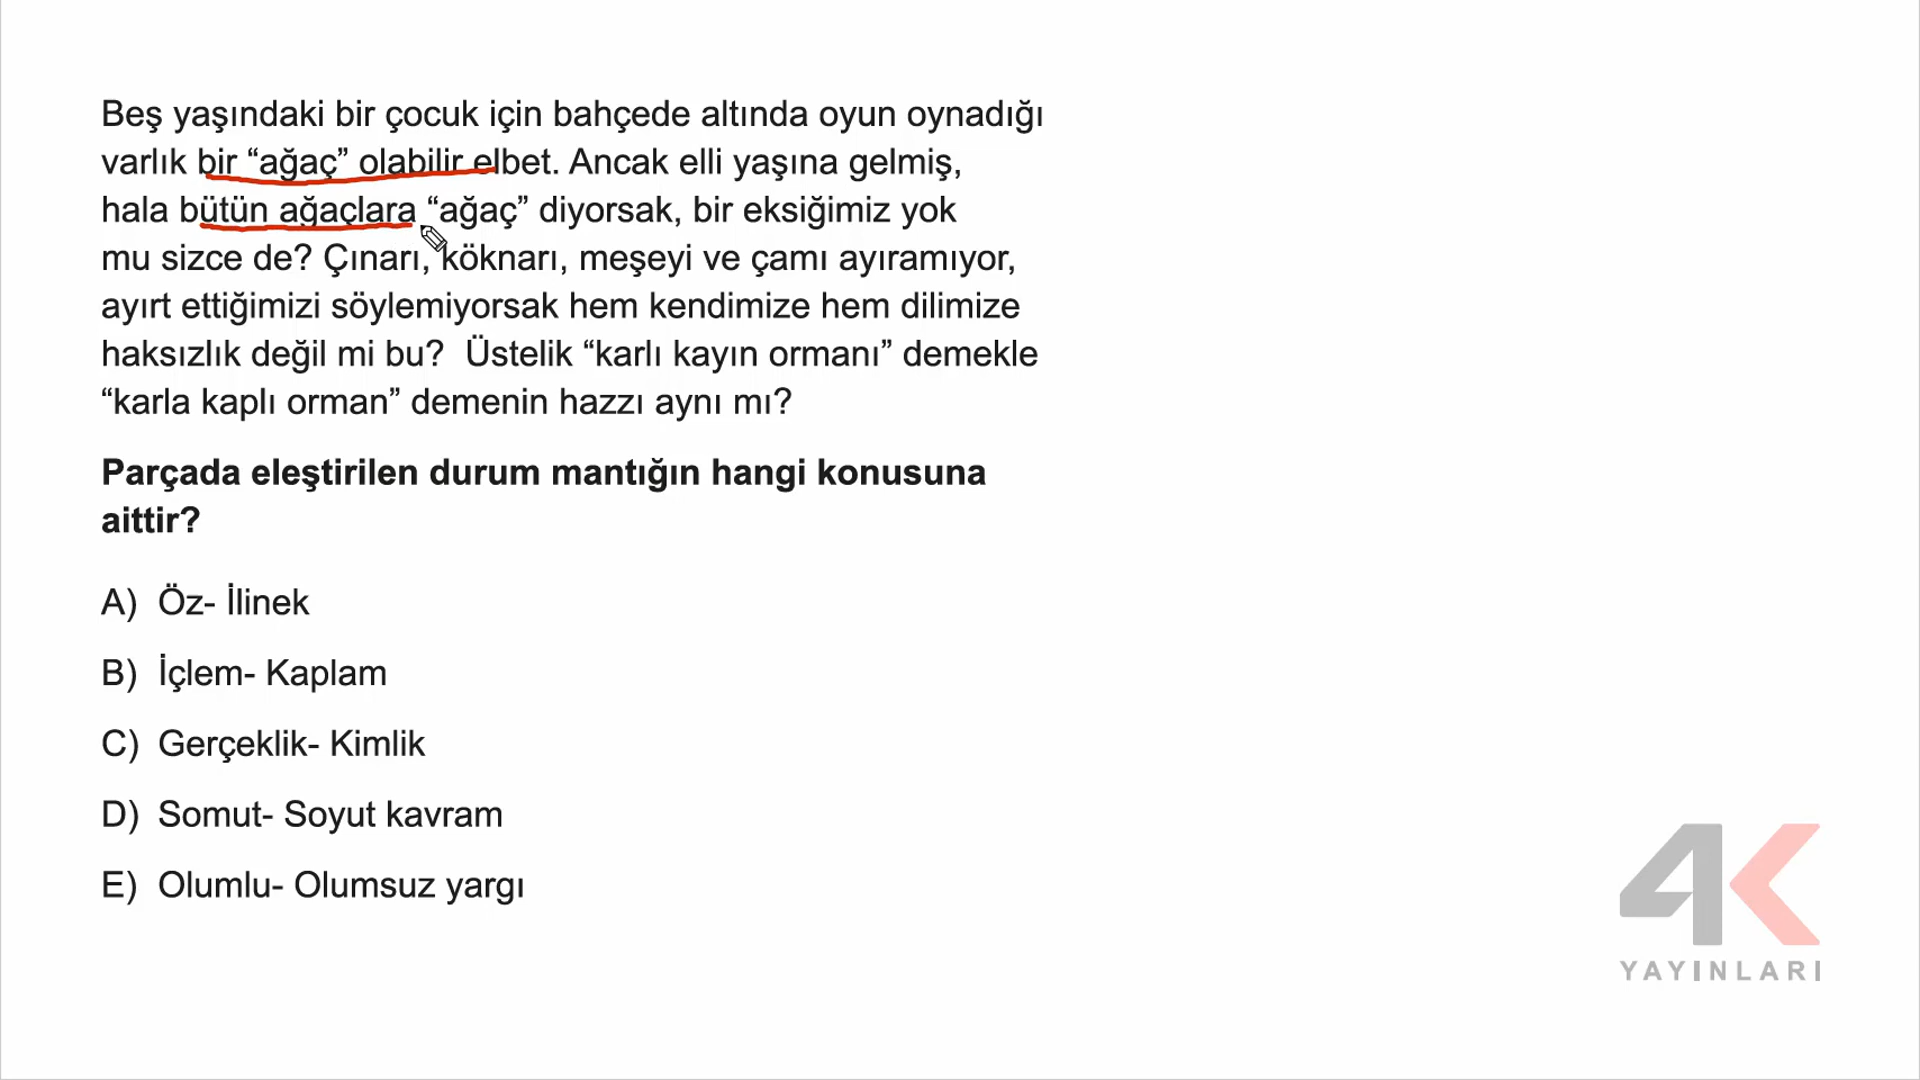 Beş yaşındaki bir çocuk için bahçede altında oyun oynadığı
varlık bir “ağaç” olabilir elbet. Ancak elli yaşına gelmiş,
hala bütün ağaçlara “ağaç” diyorsak, bir eksiğimiz yok
mu sizce de? Çınarı, köknarı, meşeyi ve çamı ayıramıyor,
ayırt ettiğimizi söylemiyorsak hem kendimize hem dilimize
haksızlık değil mi bu? Üstelik “karlı kayın ormanı” demekle
“karla kaplı orman” demenin hazzı aynı mı?
Parçada eleştirilen durum mantığın hangi konusuna
aittir?
A) Öz- İlinek
B) İçlem- Kaplam
C) Gerçeklik- Kimlik
D) Somut- Soyut kavram
E) Olumlu- Olumsuz yargı
4K
YAYINLARI